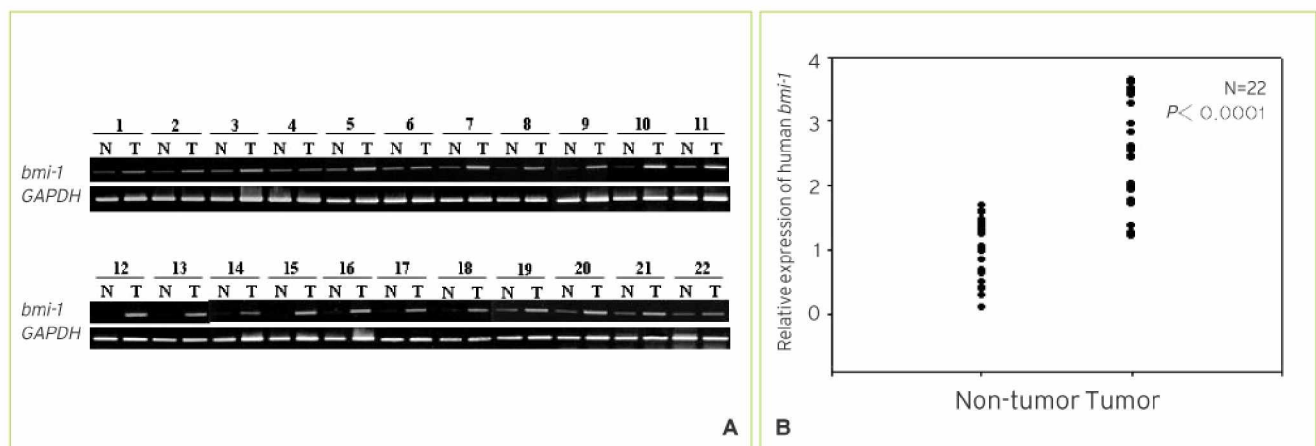 1 2 3 4 5 6 7 8 9 10 11
N T N T N T N T N T N T N T N T N T N T N T
bmi-1
GAPDH
12 13 14 15 16 17 18 19 20 21 22
N T N T N T N T N T N T N T N T N T N T N T
bmi-1
GAPDH
A
Relative expression of human bmi-1
4
3
2
1
0
N=22
P< 0.0001
Non-tumor Tumor
B